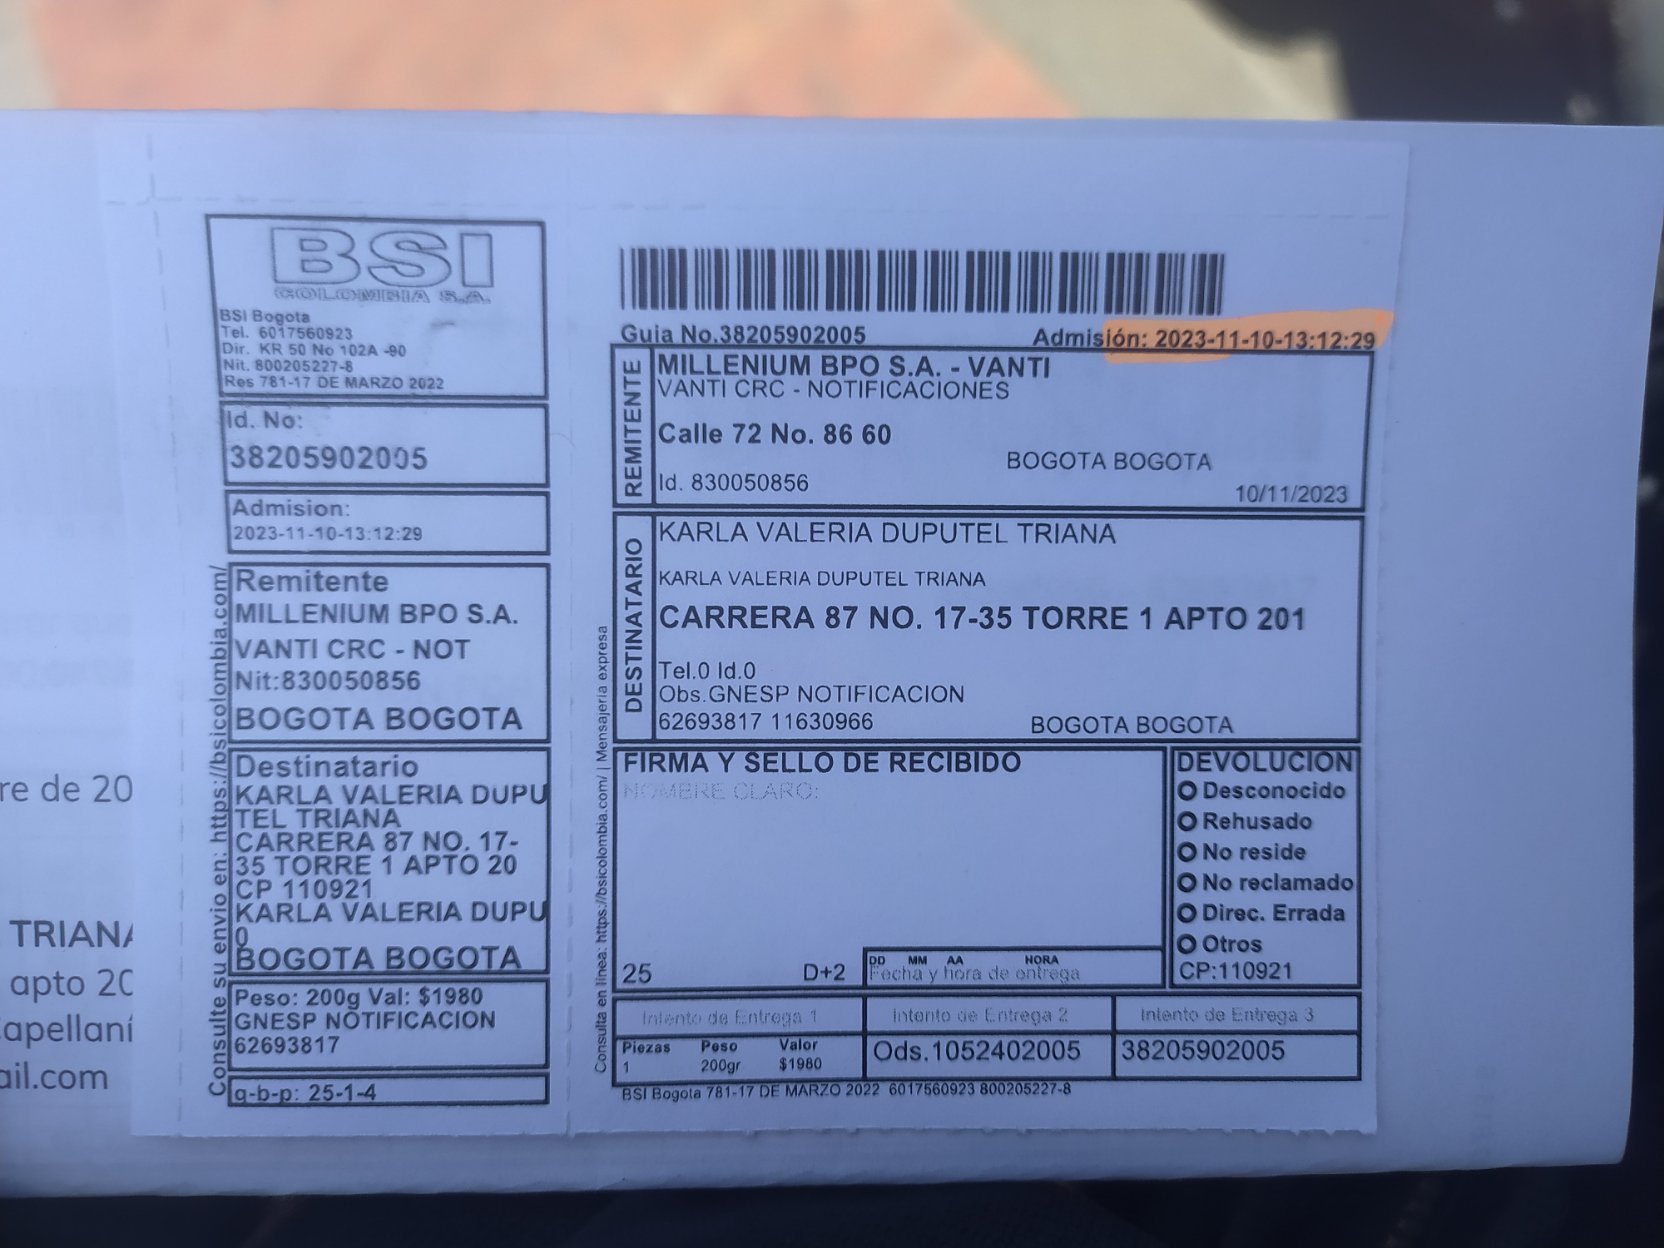 re de 20
TRIANA
apto 20
apellaní
ail.com
BSI
COLOMBIA S.A.
BSI Bogota
Tel. 6017560923
Dir. KR 50 No 102A -90
Nit. 800205227-8
Res 781-17 DE MARZO 2022
Id. No:
38205902005
Admision:
2023-11-10-13:12:29
Remitente
MILLENIUM BPO S.A.
VANTI CRC - NOT
Nit:830050856
BOGOTA BOGOTA
Destinatario
KARLA VALERIA DUPU
TEL TRIANA
CARRERA 87 NO. 17-
35 TORRE 1 APTO 20
CP 110921
KARLA VALERIA DUPU
0
BOGOTA BOGOTA
Peso: 200g Val: $1980
GNESP NOTIFICACION
62693817
g-b-p: 25-1-4
Consulte su envio en: https://bsicolombia.com/
Guia No.38205902005
Admisión: 2023-11-10-13:12:29
REMITENTE
MILLENIUM BPO S.A. - VANTI
VANTI CRC - NOTIFICACIONES
Calle 72 No. 86 60
BOGOTA BOGOTA
Id. 830050856
10/11/2023
DESTINATARIO
KARLA VALERIA DUPUTEL TRIANA
KARLA VALERIA DUPUTEL TRIANA
CARRERA 87 NO. 17-35 TORRE 1 APTO 201
Tel.0 Id.0
Obs.GNESP NOTIFICACION
62693817 11630966
BOGOTA BOGOTA
FIRMA Y SELLO DE RECIBIDO
NOMBRE CLARO:
25
D+2
DD MM AA HORA
Fecha y hora de entrega
DEVOLUCION
Desconocido
Rehusado
No reside
No reclamado
Direc. Errada
Otros
CP:110921
Intento de Entrega 1
Intento de Entrega 2
Intento de Entrega 3
Piezas Peso Valor
1 200gr $1980
Ods.1052402005
38205902005
BSI Bogota 781-17 DE MARZO 2022 6017560923 800205227-8
Consulta en linea: https://bsicolombia.com/ | Mensajeria expresa